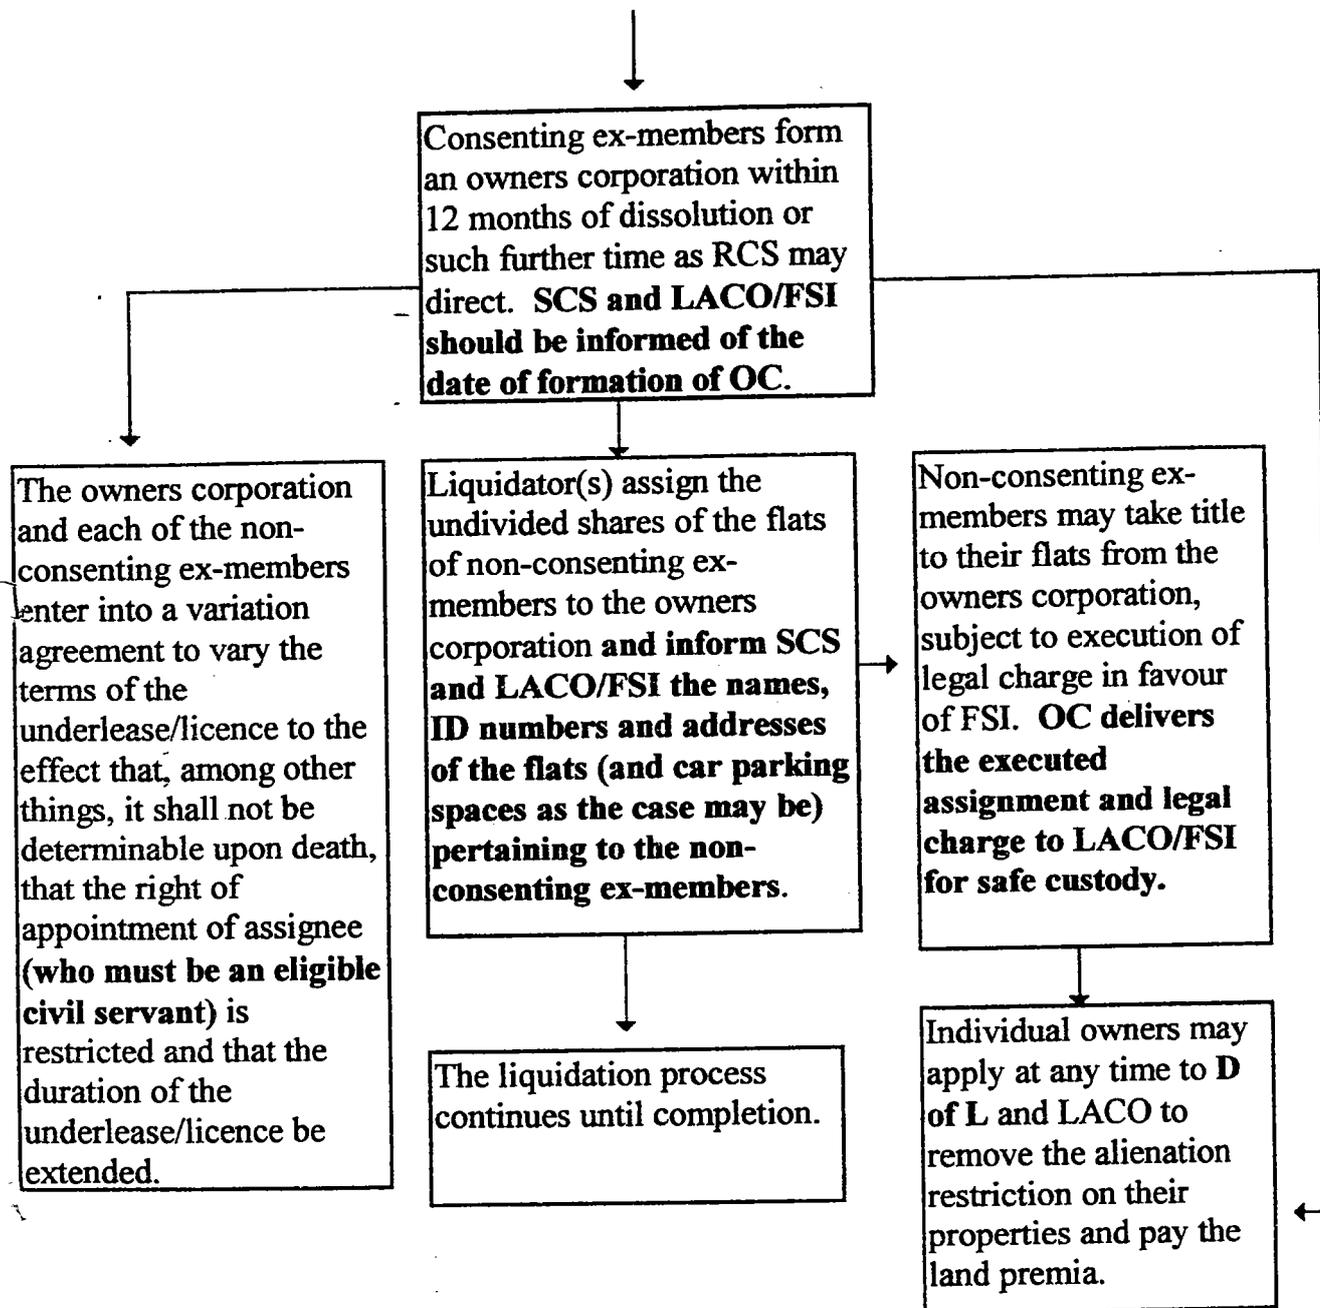 Consenting ex-members form
an owners corporation within
12 months of dissolution or
such further time as RCS may
direct.  SCS and LACO/FSI
should be informed of the
date of formation of OC.
The owners corporation
and each of the non-
consenting ex-members
enter into a variation
agreement to vary the
terms of the
underlease/licence to the
effect that, among other
things, it shall not be
determinable upon death,
that the right of
appointment of assignee
(who must be an eligible
civil servant) is
restricted and that the
duration of the
underlease/licence be
extended.
Liquidator(s) assign the
undivided shares of the flats
of non-consenting ex-
members to the owners
corporation and inform SCS
and LACO/FSI the names,
ID numbers and addresses
of the flats (and car parking
spaces as the case may be)
pertaining to the non-
consenting ex-members.
Non-consenting ex-
members may take title
to their flats from the
owners corporation,
subject to execution of
legal charge in favour
of FSI.  OC delivers
the executed
assignment and legal
charge to LACO/FSI
for safe custody.
The liquidation process
continues until completion.
Individual owners may
apply at any time to D
of L and LACO to
remove the alienation
restriction on their
properties and pay the
land premia.